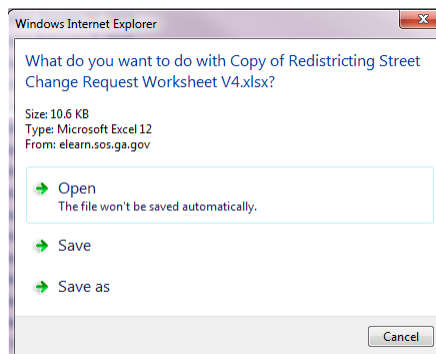 Windows Internet Explorer
What do you want to do with Copy of Redistricting Street
Change Request Worksheet V4.xlsx?
Size: 10.6 KB
Type: Microsoft Excel 12
From: elearn.sos.ga.gov
Open
The file won't be saved automatically.
Save
Save as
Cancel